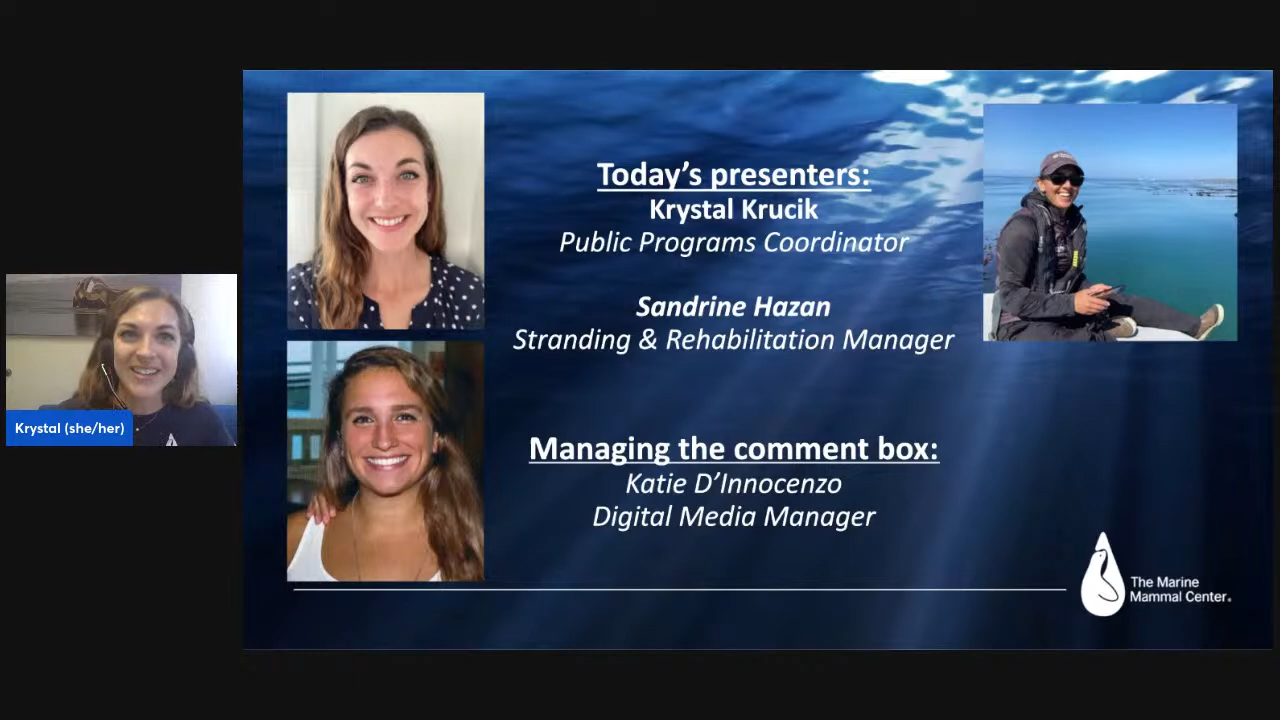 Today’s presenters:
Krystal Krucik
Public Programs Coordinator
Sandrine Hazan
Stranding & Rehabilitation Manager
Managing the comment box:
Katie D’Innocenzo
Digital Media Manager
Krystal (she/her)
The Marine
Mammal Center®